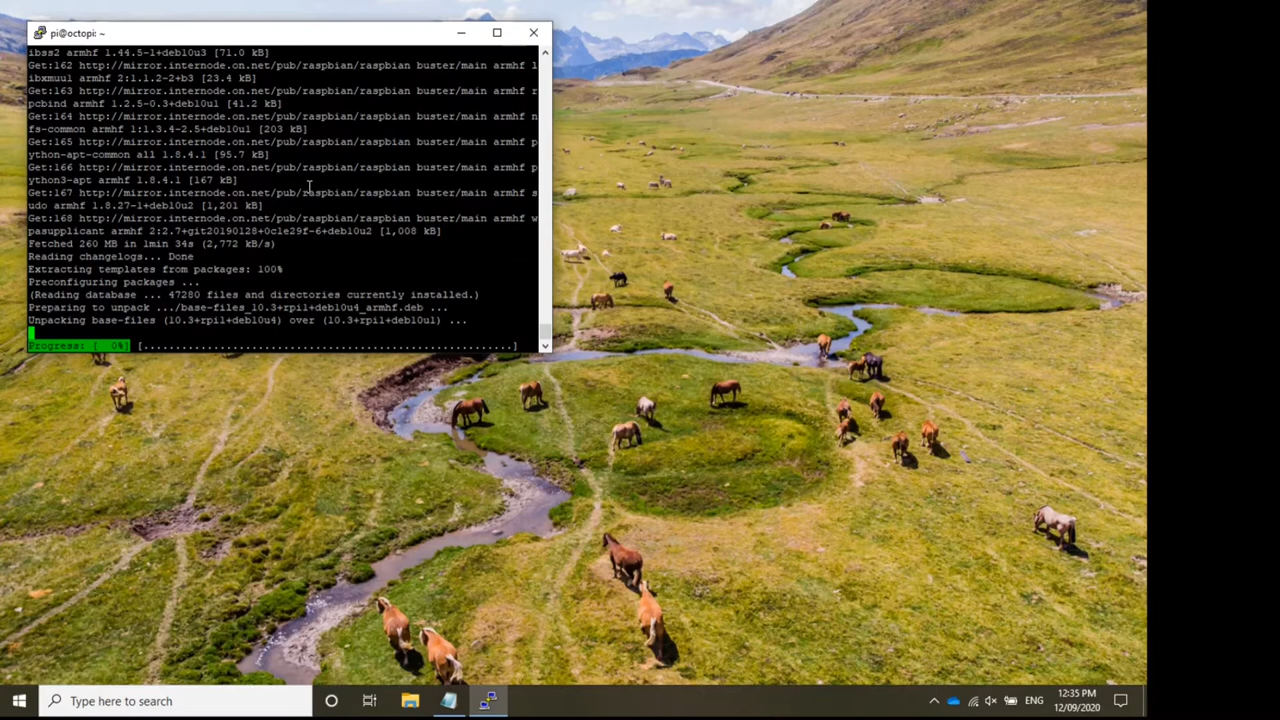 pi@octopi: ~
ibss2 armhf 1.44.5-1+deb10u3 [71.0 kB]
Get:162 http://mirror.internode.on.net/pub/raspbian/raspbian buster/main armhf l
ibxmuu1 armhf 2:1.1.2-2+b3 [23.4 kB]
Get:163 http://mirror.internode.on.net/pub/raspbian/raspbian buster/main armhf r
pcbind armhf 1.2.5-0.3+deb10u1 [41.2 kB]
Get:164 http://mirror.internode.on.net/pub/raspbian/raspbian buster/main armhf n
fs-common armhf 1:1.3.4-2.5+deb10u1 [203 kB]
Get:165 http://mirror.internode.on.net/pub/raspbian/raspbian buster/main armhf p
ython-apt-common all 1.8.4.1 [95.7 kB]
Get:166 http://mirror.internode.on.net/pub/raspbian/raspbian buster/main armhf p
ython3-apt armhf 1.8.4.1 [167 kB]
Get:167 http://mirror.internode.on.net/pub/raspbian/raspbian buster/main armhf s
udo armhf 1.8.27-1+deb10u2 [1,201 kB]
Get:168 http://mirror.internode.on.net/pub/raspbian/raspbian buster/main armhf w
pasupplicant armhf 2:2.7+git20190128+0c1e29f-6+deb10u2 [1,008 kB]
Fetched 260 MB in 1min 34s (2,772 kB/s)
Reading changelogs... Done
Extracting templates from packages: 100%
Preconfiguring packages ...
(Reading database ... 47280 files and directories currently installed.)
Preparing to unpack .../base-files_10.3+rpi1+deb10u4_armhf.deb ...
Unpacking base-files (10.3+rpi1+deb10u4) over (10.3+rpi1+deb10u1) ...
Progress: [  0%] [..........................................................]
Type here to search
ENG
12:35 PM
12/09/2020